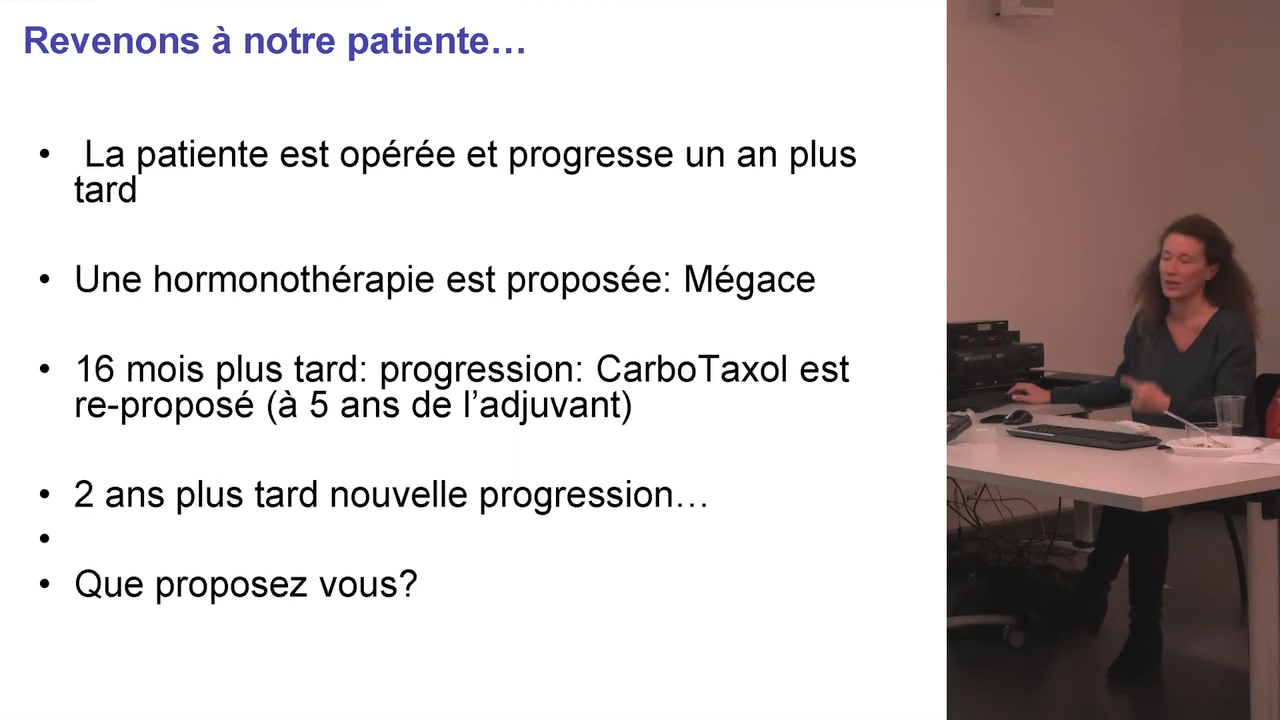 Revenons à notre patiente…
• La patiente est opérée et progresse un an plus
tard
• Une hormonothérapie est proposée: Mégace
• 16 mois plus tard: progression: CarboTaxol est
re-proposé (à 5 ans de l’adjuvant)
• 2 ans plus tard nouvelle progression…
•
• Que proposez vous?